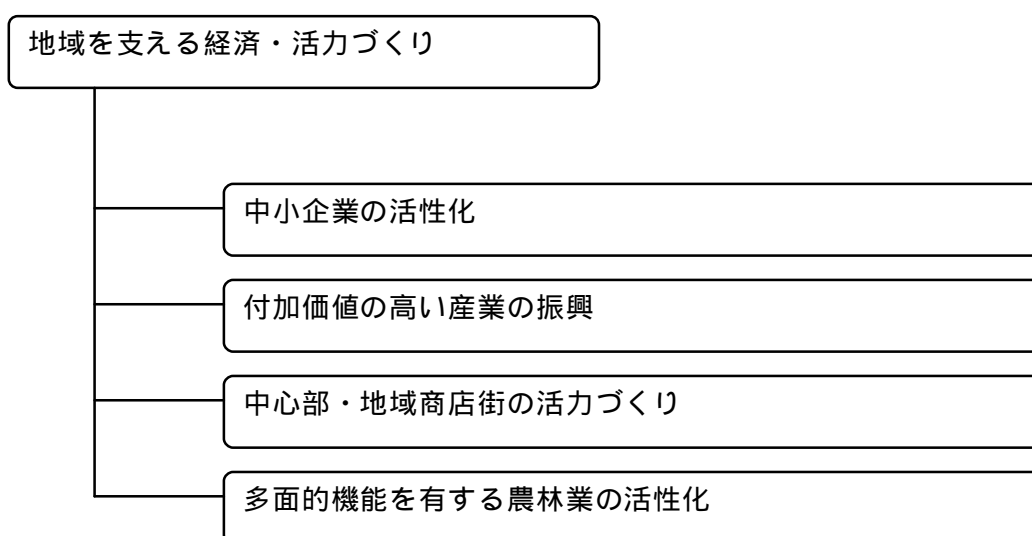 地域を支える経済・活力づくり
中小企業の活性化
付加価値の高い産業の振興
中心部・地域商店街の活力づくり
多面的機能を有する農林業の活性化